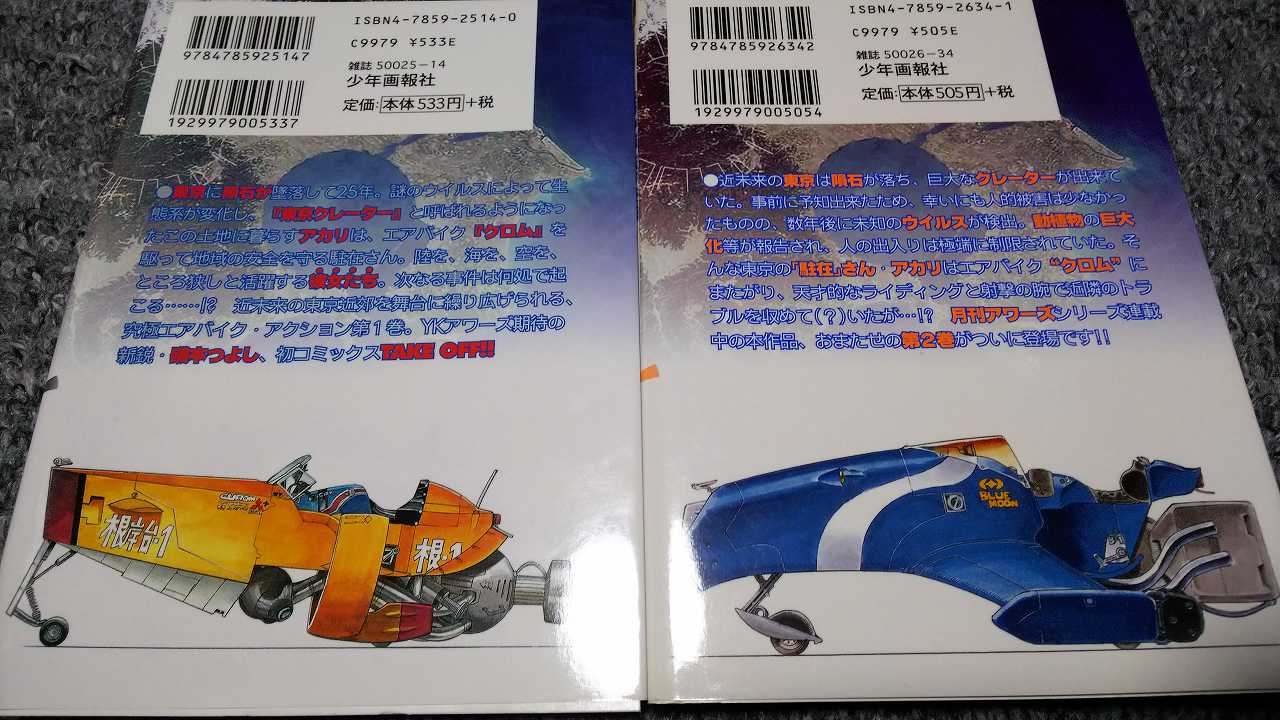 ISBN4-7859-2514-0
9784785925147
C9979 ¥533E
雑誌 50025-14
少年画報社
定価:本体533円+税
1929979005337
●東京に隕石が墜落して25年。謎のウイルスによって生
態系が変化し、『東京クレーター』と呼ばれるようになっ
たこの土地に暮らすアカリは、エアバイク『クロム』を
駆って地球の安全を守る駐在さん。陸を、海を、空を、
ところ狭しと活躍する彼女たち。次なる事件は何処で起
こる……!? 近未来の東京近郊を舞台に繰り広げられる、
究極エアバイク・アクション第1巻。YKアワーズ期待の
新鋭・つよし、初コミックスTAKE OFF!!
根岸台-1
根-1
ISBN4-7859-2634-1
9784785926342
C9979 ¥505E
雑誌 50026-34
少年画報社
定価:本体505円+税
1929979005054
●近未来の東京は隕石が落ち、巨大なクレーターが出来て
いた。事前に予知出来たため、幸いにも人的被害は少なかっ
たものの、数年後に未知のウイルスが検出。動植物の巨大
化等が報告され、人の出入りは極端に制限されていた。そ
んな東京の「駐在」さん・アカリはエアバイク“クロム”に
またがり、天才的なライディングと射撃の腕で近隣のトラ
ブルを収めて(?)いたが…!? 月刊アワーズシリーズ連載
中の本作品、おまたせの第2巻がついに登場です!!
BLUE
MOON